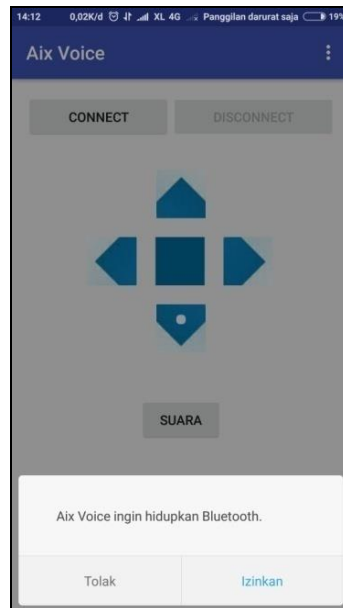 14:12 0,02K/d XL 4G Panggilan darurat saja 19%
Aix Voice
CONNECT DISCONNECT
SUARA
Aix Voice ingin hidupkan Bluetooth.
Tolak Izinkan